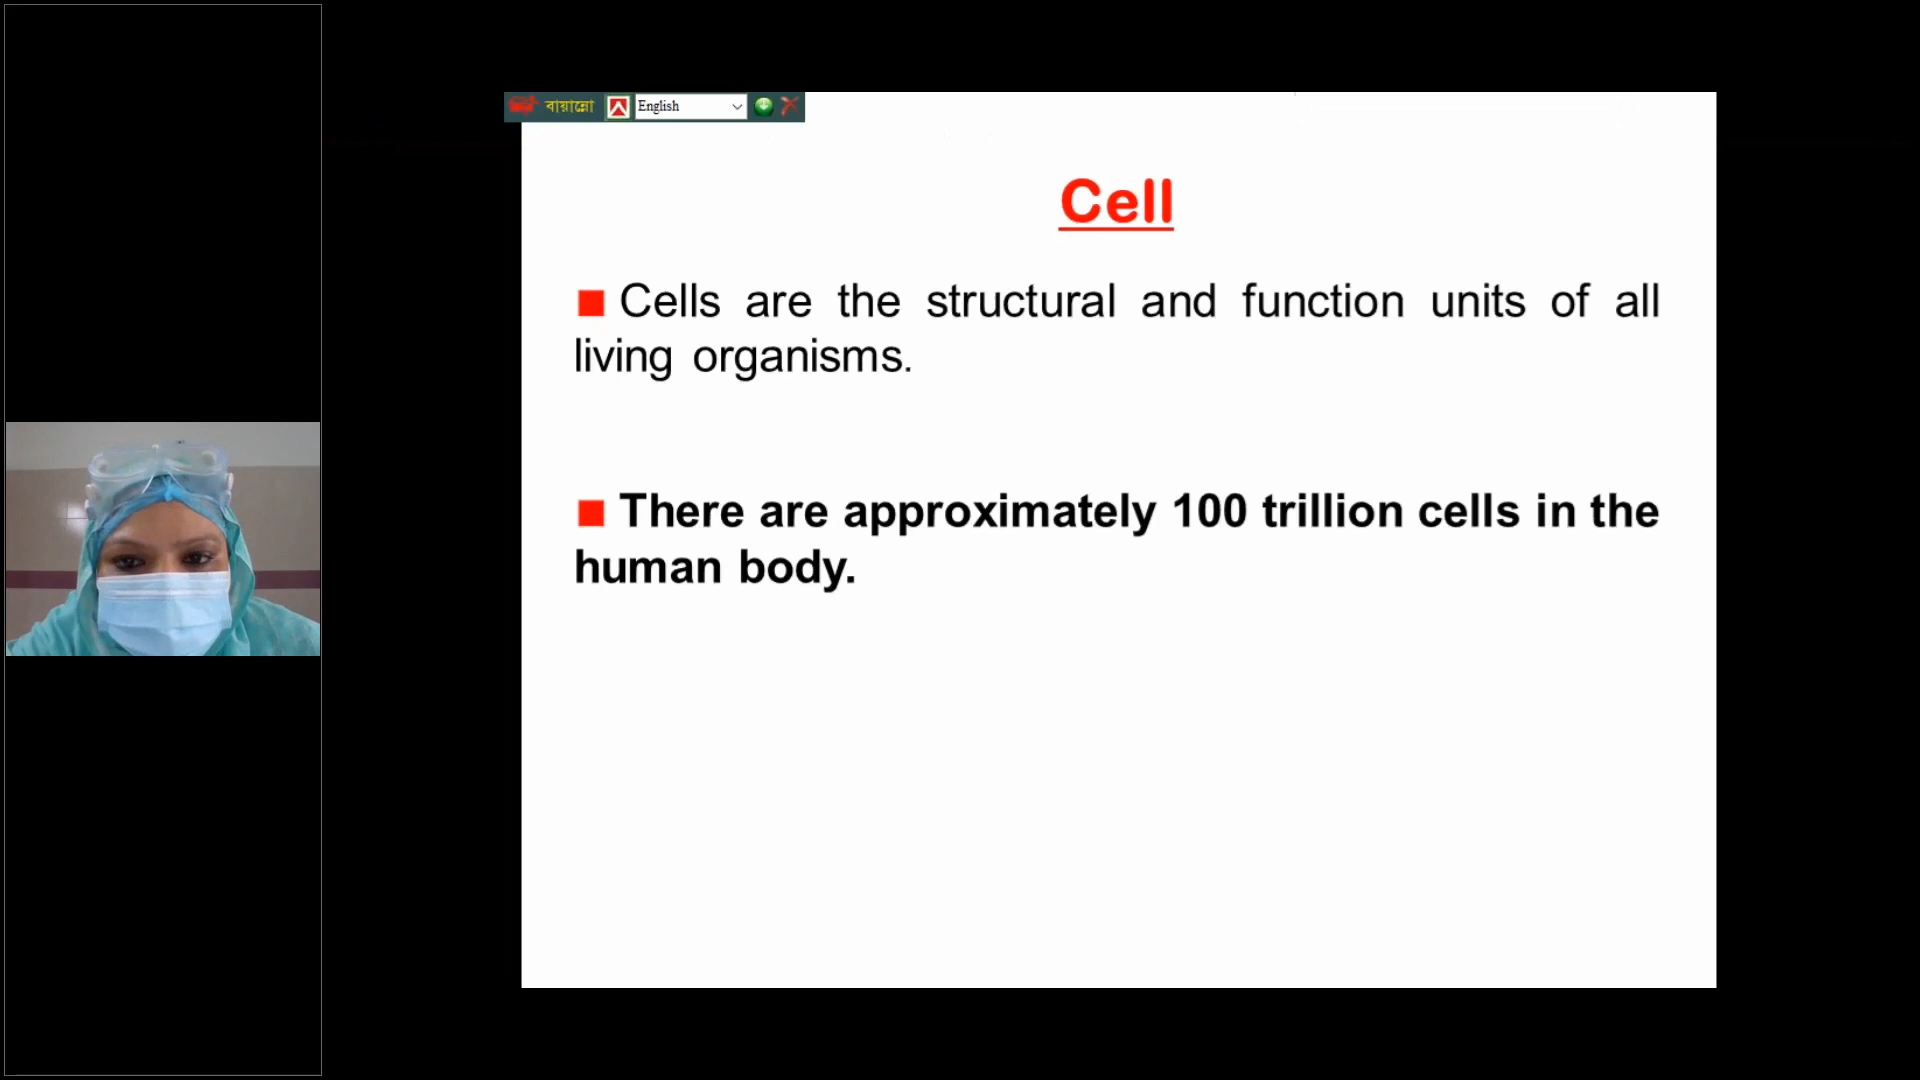 বায়ান্নো English
Cell
Cells are the structural and function units of all
living organisms.
There are approximately 100 trillion cells in the
human body.